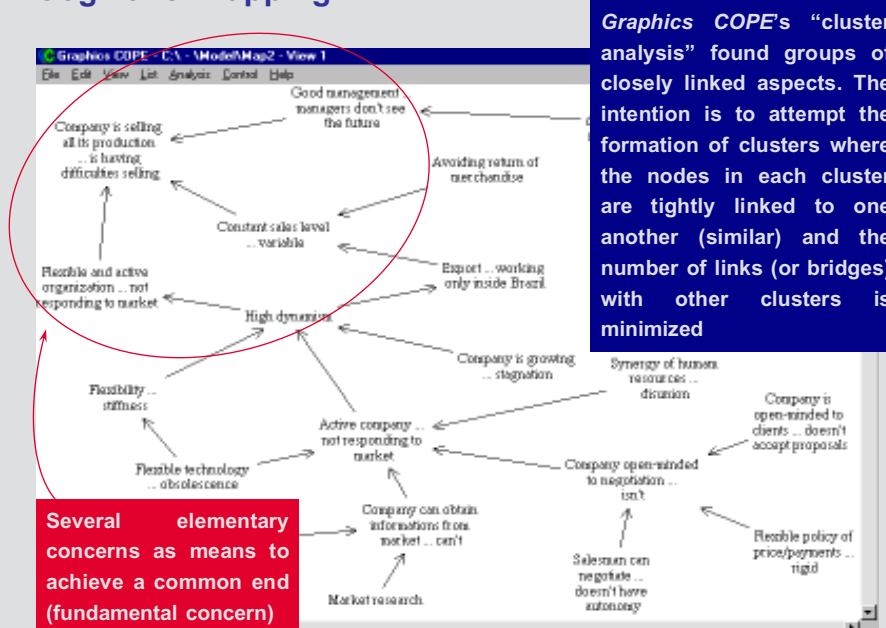 Graphics COPE - C:\ - \Model\Map2 - View 1
File Edit View List Analysis Control Help
Graphics COPE's “cluster
analysis” found groups of
closely linked aspects. The
intention is to attempt the
formation of clusters where
the nodes in each cluster
are tightly linked to one
another (similar) and the
number of links (or bridges)
with other clusters is
minimized
Good management ...
managers don't see
the future
Company is selling
all its production
... is having
difficulties selling
Avoiding return of
merchandise
Constant sales level
... variable
Export ... working
only inside Brazil
Flexible and active
organization ... not
responding to market
High dynamism
Company is growing
... stagnation
Synergy of human
resources ...
disunion
Flexibility ...
stiffness
Company is
open-minded to
clients ... doesn't
accept proposals
Active company ...
not responding to
market
Flexible technology
... obsolescence
Company open-minded
to negotiation ...
isn't
Company can obtain
informations from
market ... can't
Flexible policy of
price/payments ...
rigid
Salesman can
negotiate ...
doesn't have
autonomy
Market research
Several elementary
concerns as means to
achieve a common end
(fundamental concern)